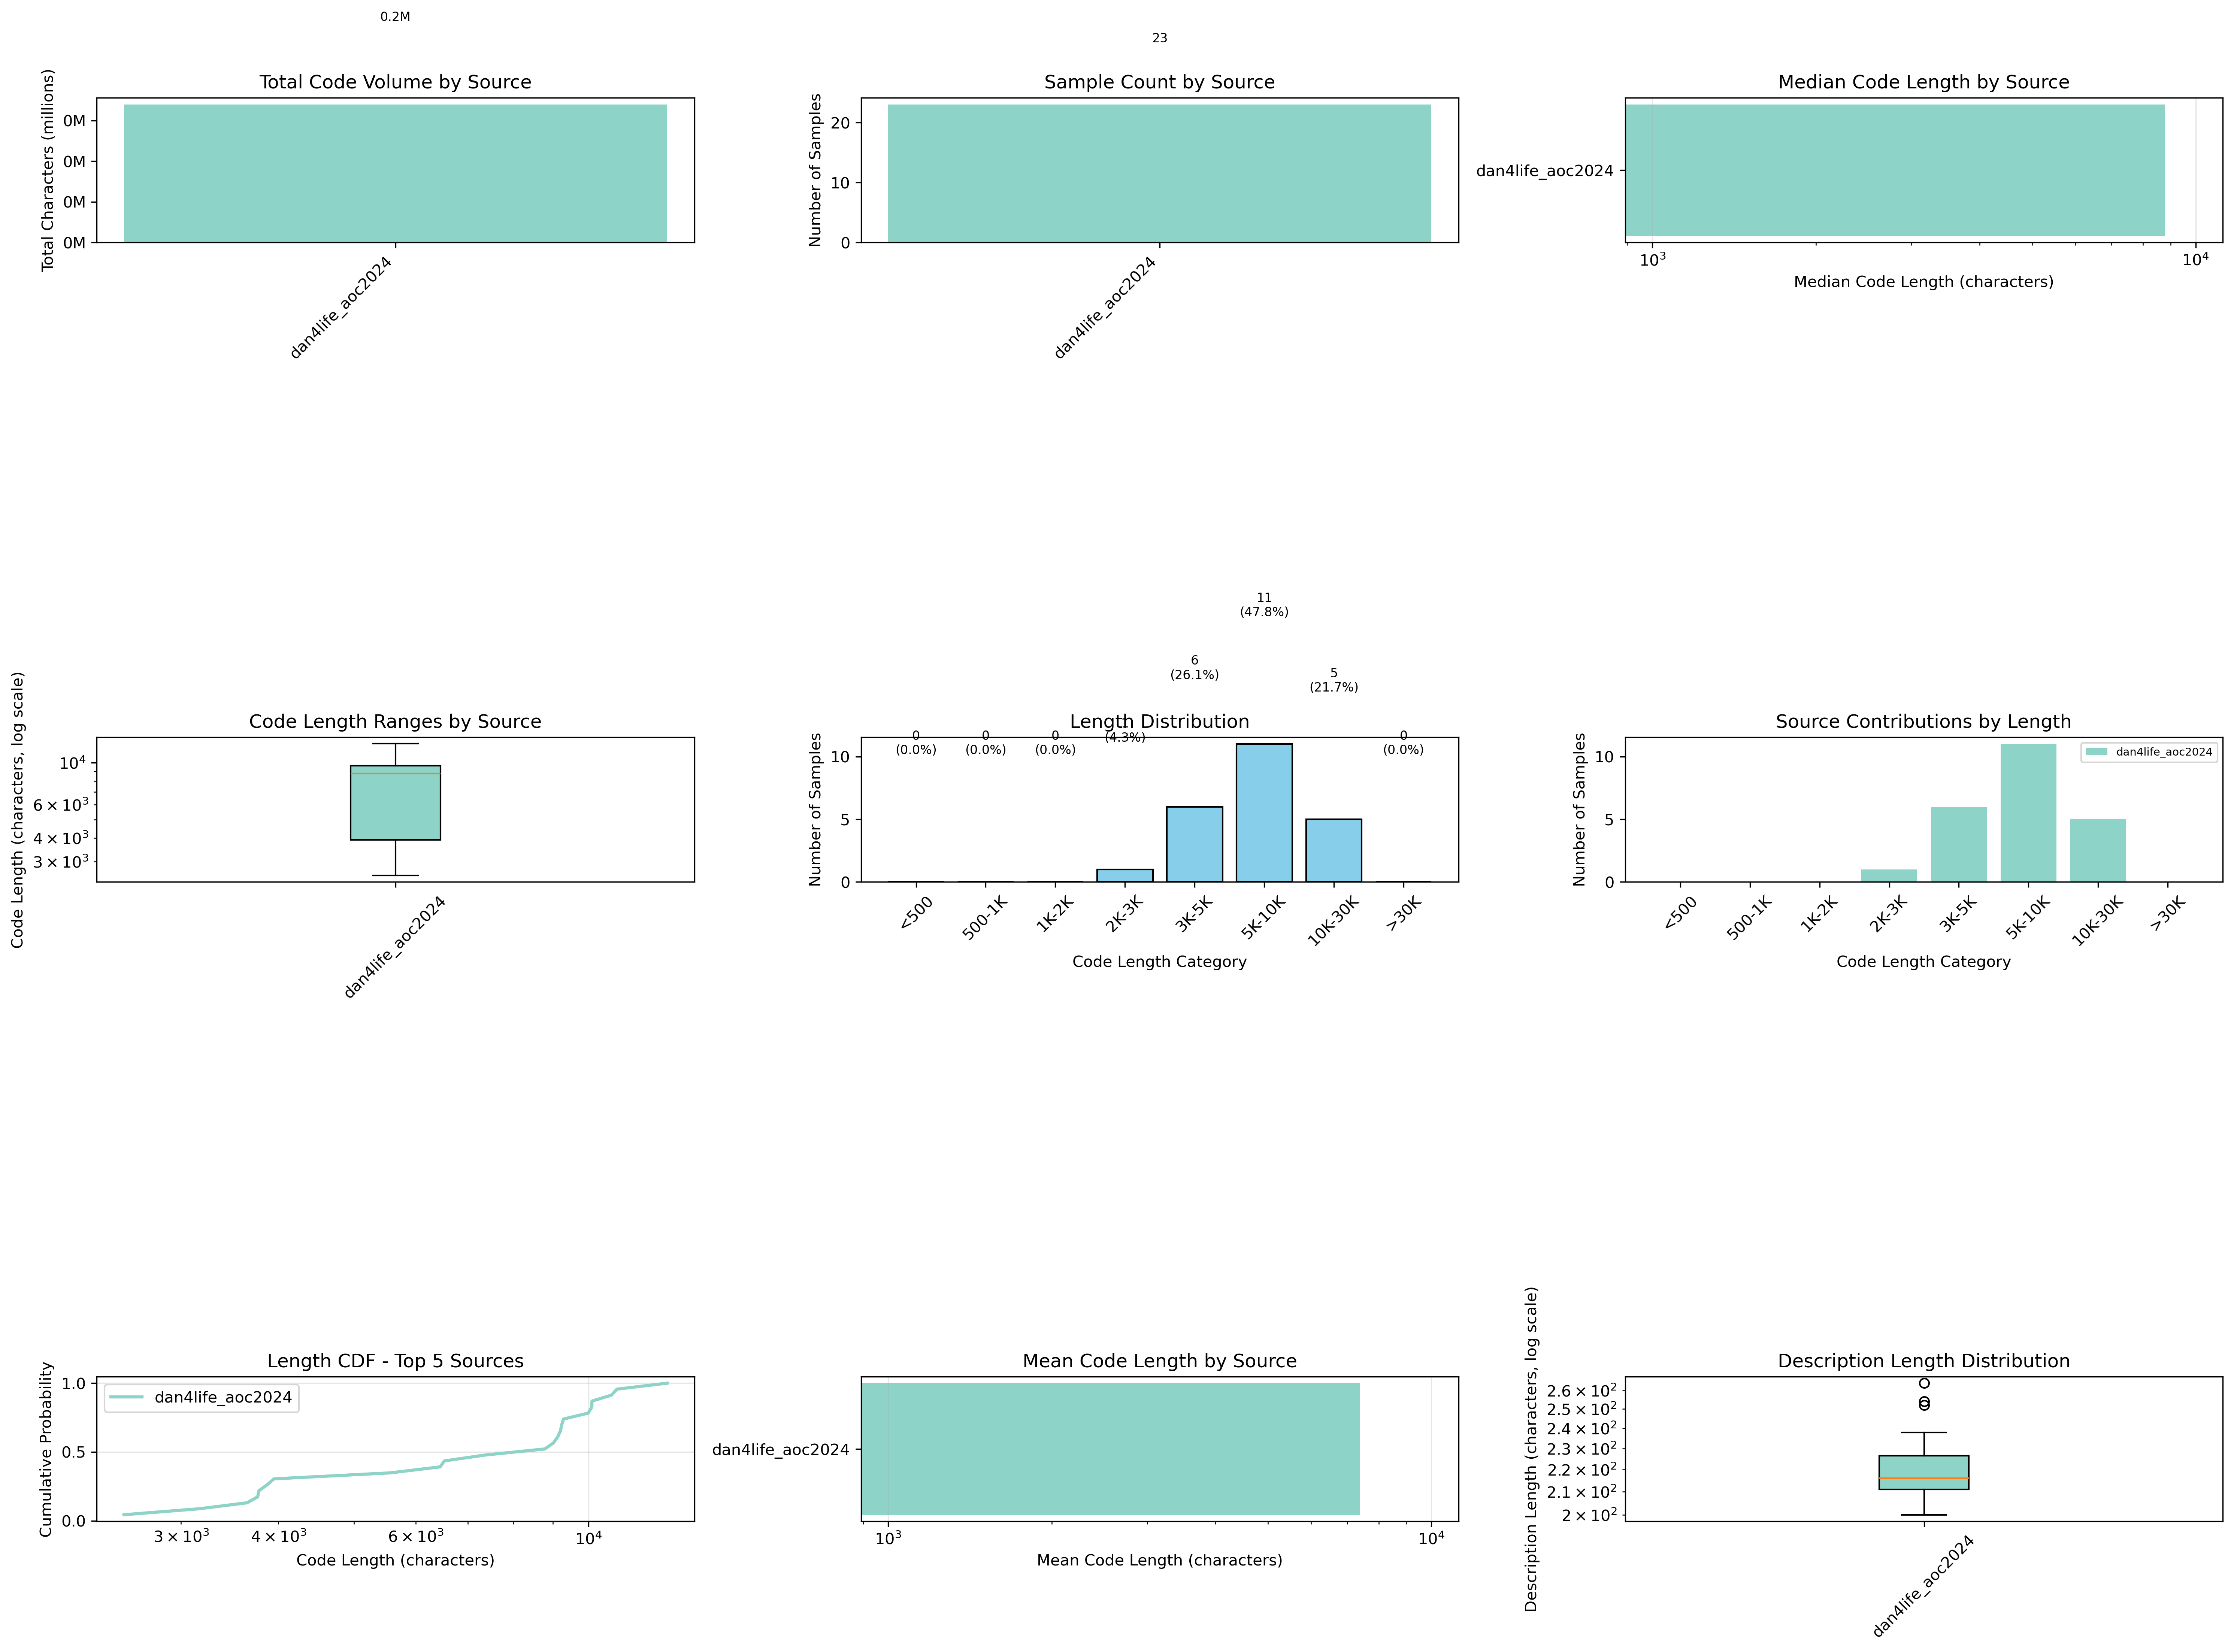 0.2M
Total Code Volume by Source
Total Characters (millions)
0M
0M
0M
0M
dan4life_aoc2024
23
Sample Count by Source
Number of Samples
20
10
0
dan4life_aoc2024
Median Code Length by Source
dan4life_aoc2024
10³
10⁴
Median Code Length (characters)
Code Length Ranges by Source
Code Length (characters, log scale)
10⁴
6 × 10³
4 × 10³
3 × 10³
dan4life_aoc2024
11
(47.8%)
6
(26.1%)
5
(21.7%)
Length Distribution
0
(0.0%)
0
(0.0%)
0
(0.0%)
(4.3%)
0
(0.0%)
Number of Samples
10
5
0
<500
500-1K
1K-2K
2K-3K
3K-5K
5K-10K
10K-30K
>30K
Code Length Category
Source Contributions by Length
dan4life_aoc2024
Number of Samples
10
5
0
<500
500-1K
1K-2K
2K-3K
3K-5K
5K-10K
10K-30K
>30K
Code Length Category
Length CDF - Top 5 Sources
dan4life_aoc2024
Cumulative Probability
1.0
0.5
0.0
3 × 10³
4 × 10³
6 × 10³
10⁴
Code Length (characters)
Mean Code Length by Source
dan4life_aoc2024
10³
10⁴
Mean Code Length (characters)
Description Length Distribution
Description Length (characters, log scale)
2.6 × 10²
2.5 × 10²
2.4 × 10²
2.3 × 10²
2.2 × 10²
2.1 × 10²
2 × 10²
dan4life_aoc2024